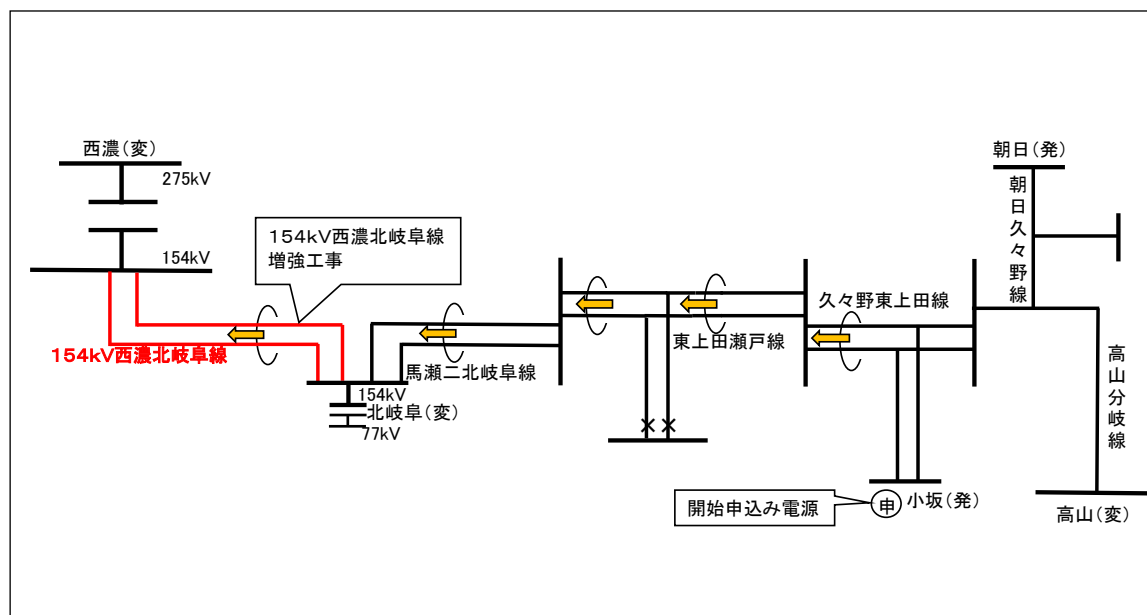 西濃(変)
275kV
154kV
154kV西濃北岐阜線
増強工事
154kV西濃北岐阜線
馬瀬二北岐阜線
154kV
北岐阜(変)
77kV
東上田瀬戸線
久々野東上田線
朝日(発)
朝日久々野線
高山分岐線
開始申込み電源
申
小坂(発)
高山(変)